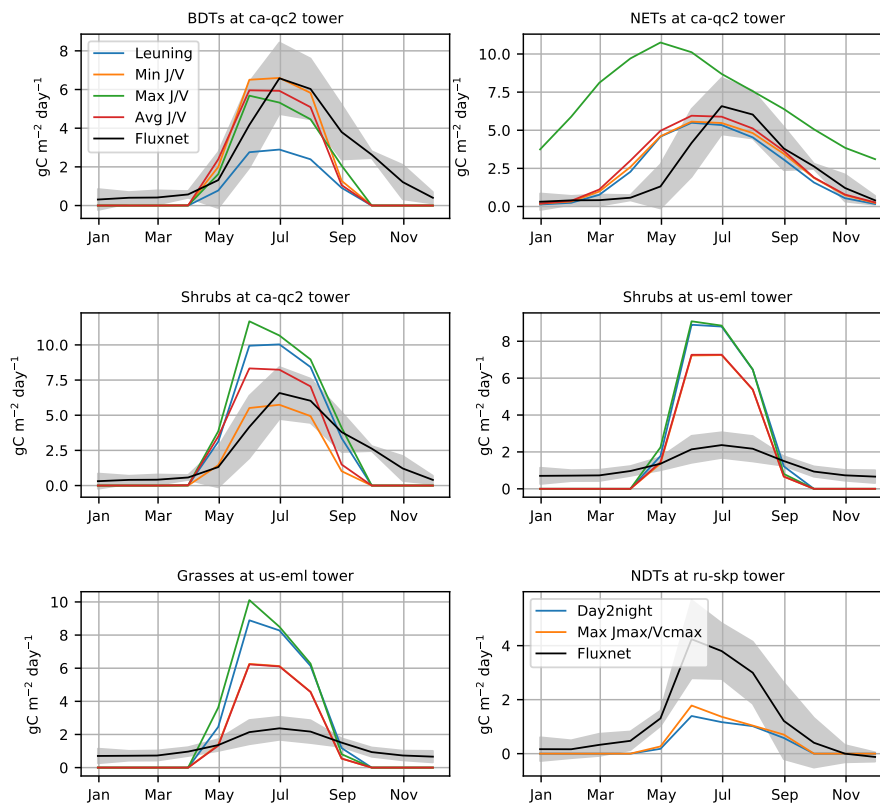 BDTs at ca-qc2 tower
gC m⁻² day⁻¹
8
6
4
2
0
Leuning
Min J/V
Max J/V
Avg J/V
Fluxnet
Jan Mar May Jul Sep Nov
NETs at ca-qc2 tower
gC m⁻² day⁻¹
10.0
7.5
5.0
2.5
0.0
Jan Mar May Jul Sep Nov
Shrubs at ca-qc2 tower
gC m⁻² day⁻¹
10.0
7.5
5.0
2.5
0.0
Jan Mar May Jul Sep Nov
Shrubs at us-eml tower
gC m⁻² day⁻¹
8
6
4
2
0
Jan Mar May Jul Sep Nov
Grasses at us-eml tower
gC m⁻² day⁻¹
10
8
6
4
2
0
Jan Mar May Jul Sep Nov
NDTs at ru-skp tower
gC m⁻² day⁻¹
4
2
0
Day2night
Max Jmax/Vcmax
Fluxnet
Jan Mar May Jul Sep Nov